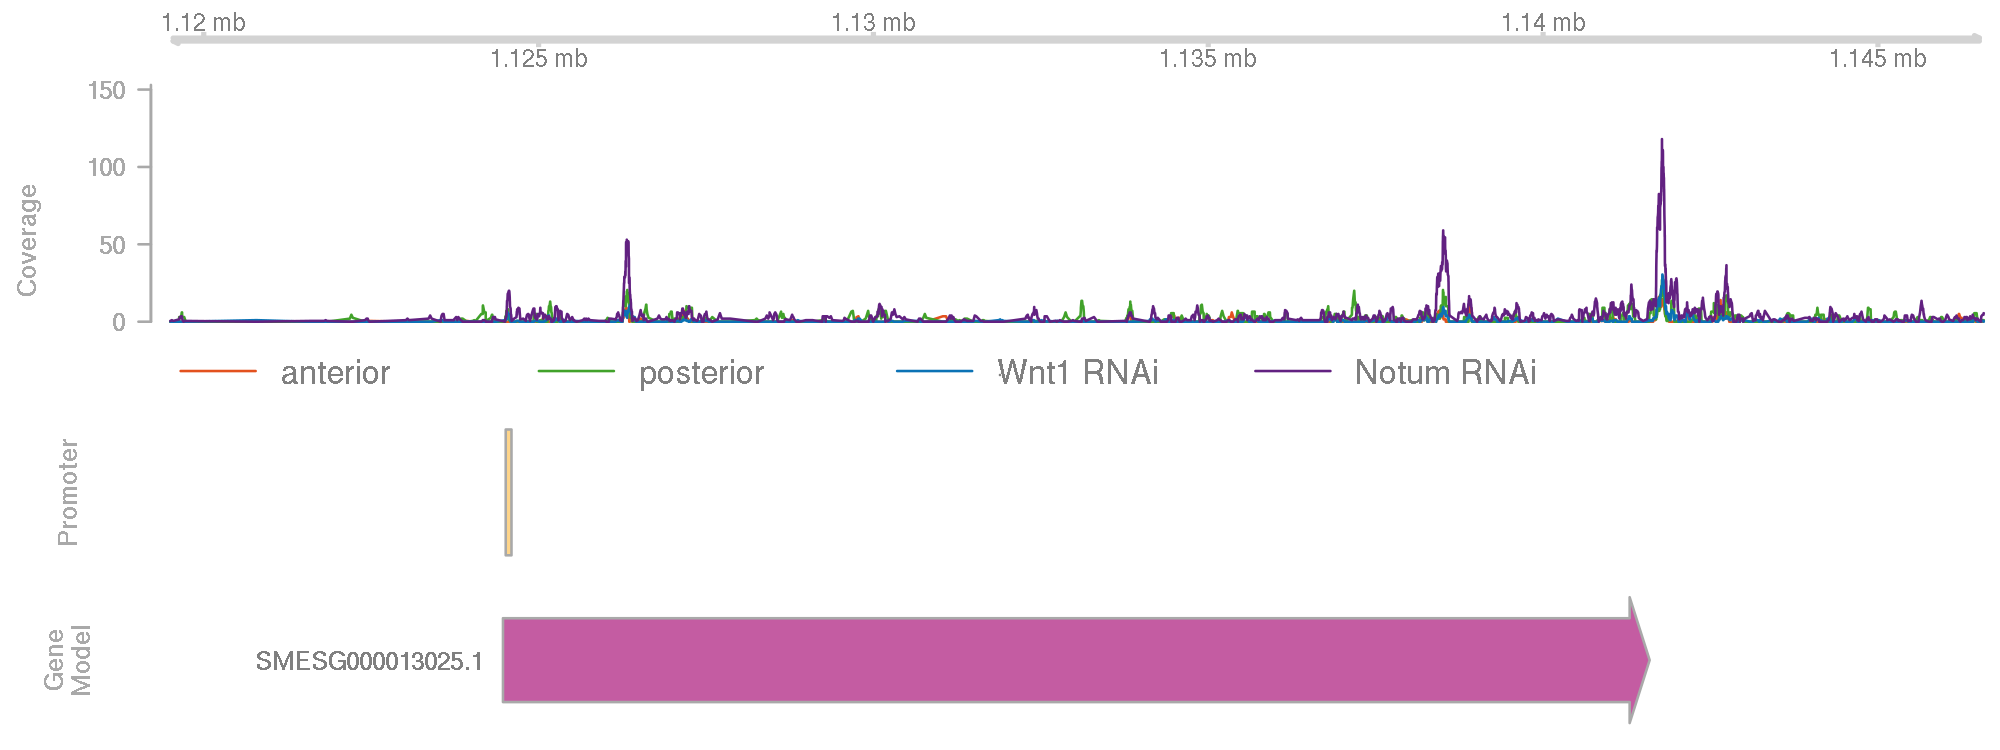 1.12 mb 1.13 mb 1.14 mb
1.125 mb 1.135 mb 1.145 mb
150
100
50
0
Coverage
anterior posterior Wnt1 RNAi Notum RNAi
Promoter
Gene
Model
SMESG000013025.1